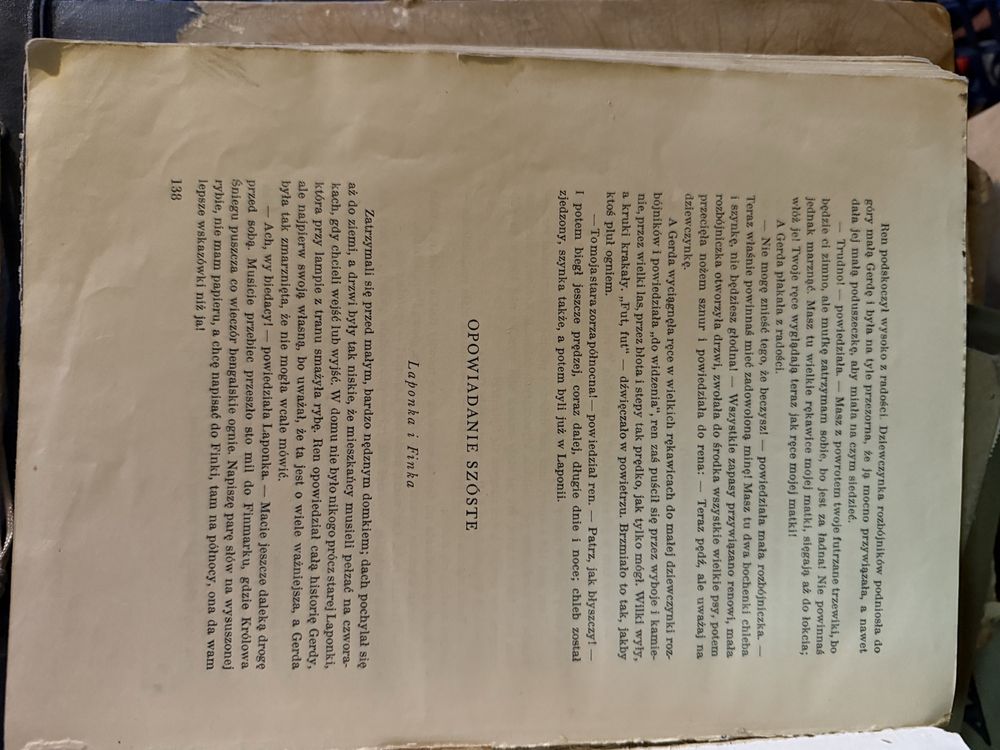 Ren podskoczył wysoko z radości. Dziewczynka rozbójników podniosła do
góry małą Gerdę i była na tyle przezorna, że ją mocno przywiązała, a nawet
dała jej małą poduszeczkę, aby miała na czym siedzieć.
— Trudno! — powiedziała. — Masz z powrotem twoje futrzane trzewiki, bo
będzie ci zimno, ale mufkę zatrzymam sobie, bo jest za ładna! Nie powinnaś
jednak marznąć. Masz tu wielkie rękawice mojej matki, sięgają aż do łokcia;
włóż je! Twoje ręce wyglądają teraz jak ręce mojej matki!
A Gerda płakała z radości.
— Nie mogę znieść tego, że beczysz! — powiedziała mała rozbójniczka. —
Teraz właśnie powinnaś mieć zadowoloną minę! Masz tu dwa bochenki chleba
i szynkę, nie będziesz głodna! — Wszystkie zapasy przywiązano renowi, mała
rozbójniczka otworzyła drzwi, zwołała do środka wszystkie wielkie psy, potem
przecięła nożem sznur i powiedziała do rena: — Teraz pędź, ale uważaj na
dziewczynkę.
A Gerda wyciągnęła ręce w wielkich rękawicach do małej dziewczynki roz-
bójników i powiedziała „do widzenia", ren zaś puścił się przez wyboje i kamie-
nie, przez wielki las, przez błota i stepy tak prędko, jak tylko mógł. Wilki wyły,
a kruki krakały. „Fut, fut" — dźwięczało w powietrzu. Brzmiało to tak, jakby
ktoś pluł ogniem.
— To moja stara zorza północna! — powiedział ren. — Patrz, jak błyszczy! —
I potem biegł jeszcze prędzej, coraz dalej, długie dnie i noce; chleb został
zjedzony, szynka także, a potem byli już w Laponii.
OPOWIADANIE SZÓSTE
Laponka i Finka
Zatrzymali się przed małym, bardzo nędznym domkiem; dach pochylał się
aż do ziemi, a drzwi były tak niskie, że mieszkańcy musieli pełzać na czwora-
kach, gdy chcieli wejść lub wyjść. W domu nie było nikogo prócz starej Laponki,
która przy lampie z tranu smażyła rybę. Ren opowiedział całą historię Gerdy,
ale najpierw swoją własną, bo uważał, że ta jest o wiele ważniejsza, a Gerda
była tak zmarznięta, że nie mogła wcale mówić.
— Ach, wy biedacy! — powiedziała Laponka. — Macie jeszcze daleką drogę
przed sobą. Musicie przebiec przeszło sto mil do Finmarku, gdzie Królowa
Śniegu puszcza co wieczór bengalskie ognie. Napiszę parę słów na wysuszonej
rybie, nie mam papieru, a chcę napisać do Finki, tam na północy, ona da wam
lepsze wskazówki niż ja!
138